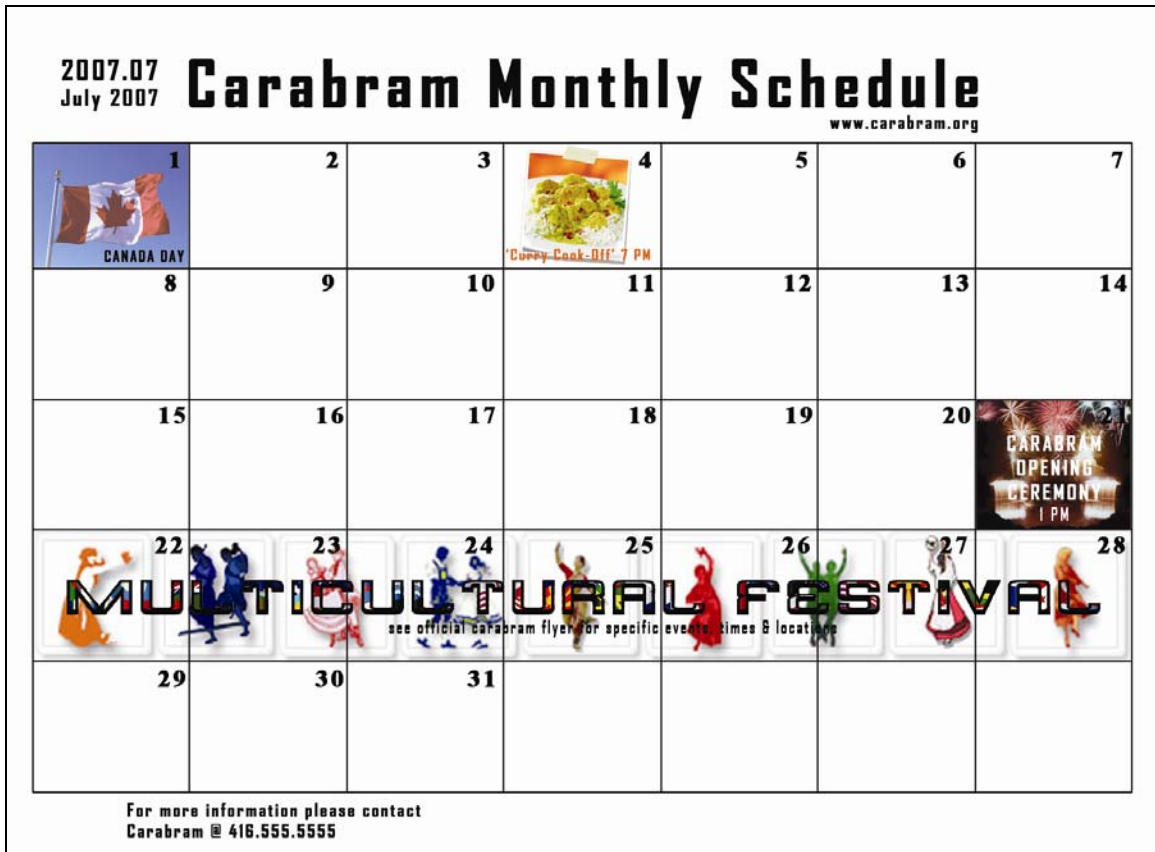 2007.07
July 2007
Carabram Monthly Schedule
www.carabram.org
1 2 3 4 5 6 7
CANADA DAY
'Curry Cook-Off' 7 PM
8 9 10 11 12 13 14
15 16 17 18 19 20 21
CARABRAM
OPENING
CEREMONY
1 PM
22 23 24 25 26 27 28
MULTICULTURAL FESTIVAL
see official carabram flyer for specific events, times & locations
29 30 31
For more information please contact
Carabram @ 416.555.5555